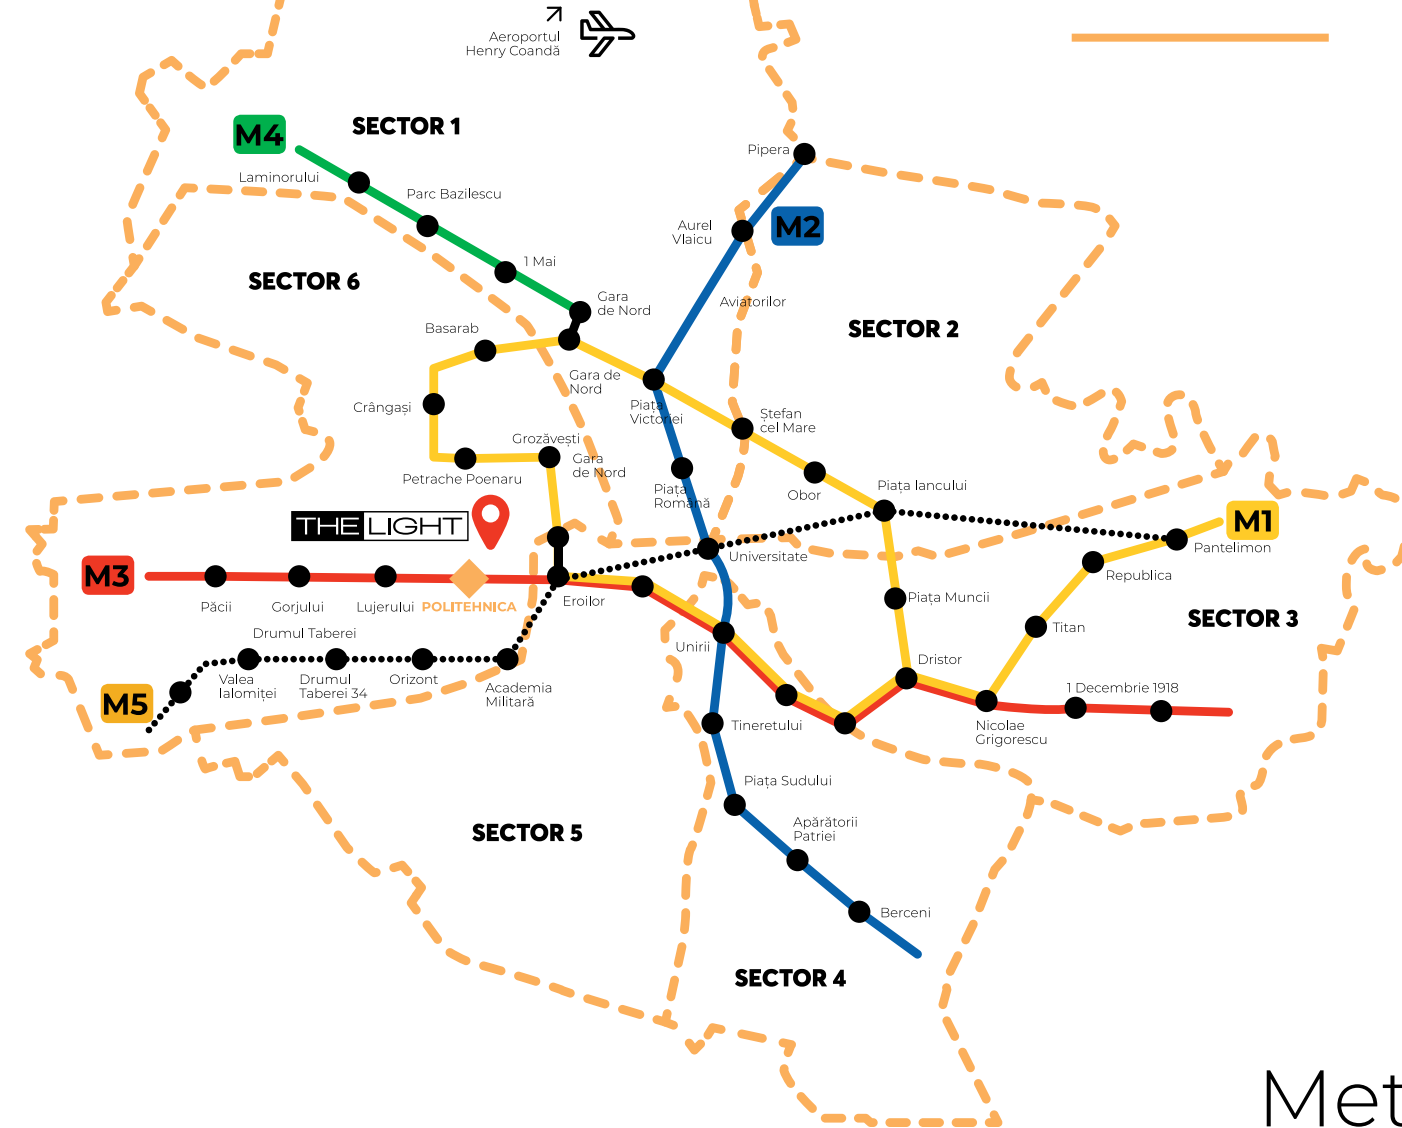 Aeroportul
Henry Coandă
SECTOR 1
M4
Laminorului
Parc Bazilescu
1 Mai
Gara
de Nord
Pipera
M2
Aurel
Vlaicu
Aviatorilor
SECTOR 6
SECTOR 2
Basarab
Gara de
Nord
Crângași
Piața
Victoriei
Ștefan
cel Mare
Grozăvești
Gara
de Nord
Petrache Poenaru
Piața
Română
Obor
Piața Iancului
THE LIGHT
M1
Pantelimon
Universitate
Republica
M3
Păcii
Gorjului
Lujerului
POLITEHNICA
Eroilor
Piața Muncii
Titan
SECTOR 3
Drumul Taberei
Unirii
Dristor
M5
Valea
Ialomiței
Drumul
Taberei 34
Orizont
Academia
Militară
1 Decembrie 1918
Tineretului
Nicolae
Grigorescu
Piața Sudului
SECTOR 5
Apărătorii
Patriei
Berceni
SECTOR 4
Met